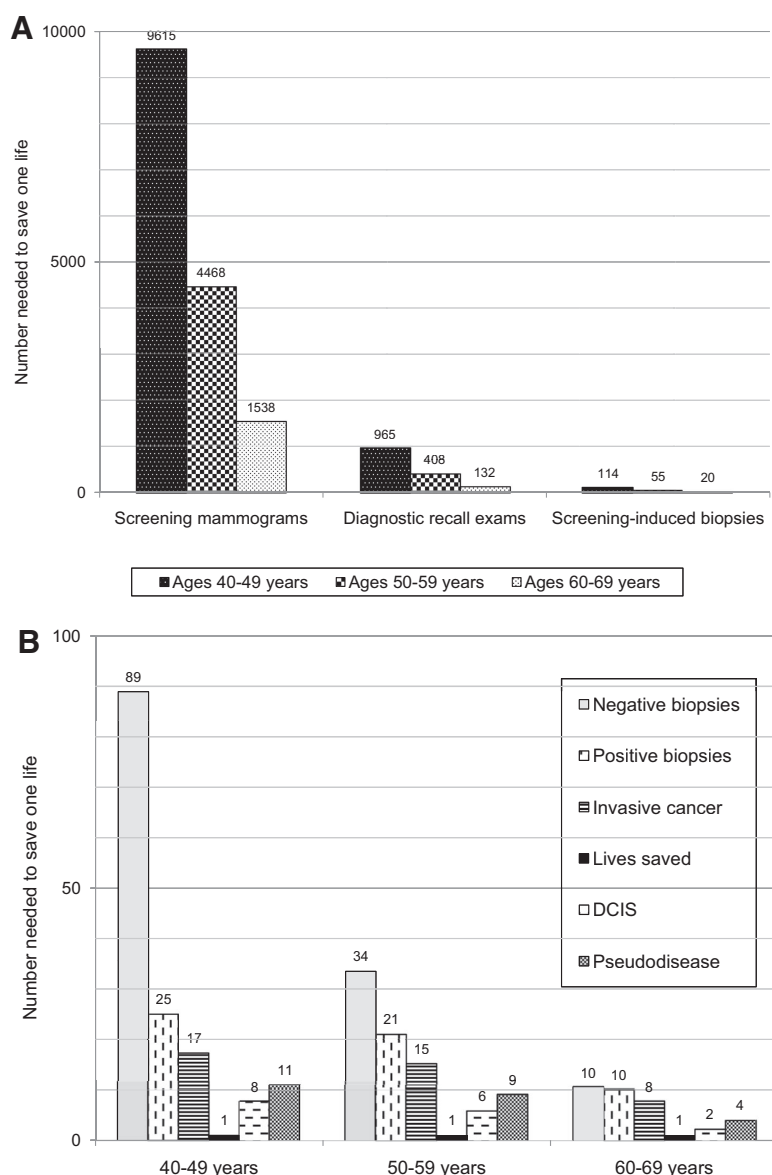 A
10000
9615
Number needed to save one life
5000
4468
1538
965
408
132
114
55
20
0
Screening mammograms Diagnostic recall exams Screening-induced biopsies
Ages 40-49 years Ages 50-59 years Ages 60-69 years
B
100
89
Negative biopsies
Positive biopsies
Invasive cancer
Lives saved
DCIS
Pseudodisease
Number needed to save one life
50
34
25
21
17
15
11
10 10
9
8
8
6
4
2
1
1
1
0
40-49 years 50-59 years 60-69 years